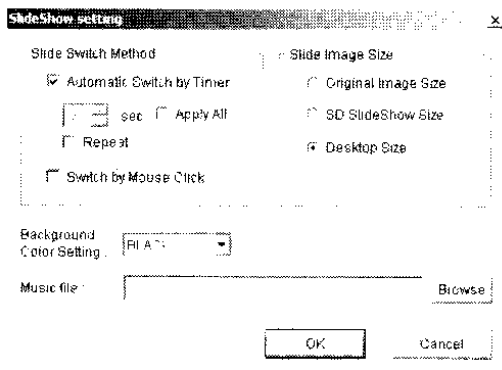 SlideShow setting
Slide Switch Method
Automatic Switch by Timer
sec Apply All
Repeat
Switch by Mouse Click
Slide Image Size
Original Image Size
SD SlideShow Size
Desktop Size
Background
Color Setting :
BLACK
Music file :
Browse
OK Cancel